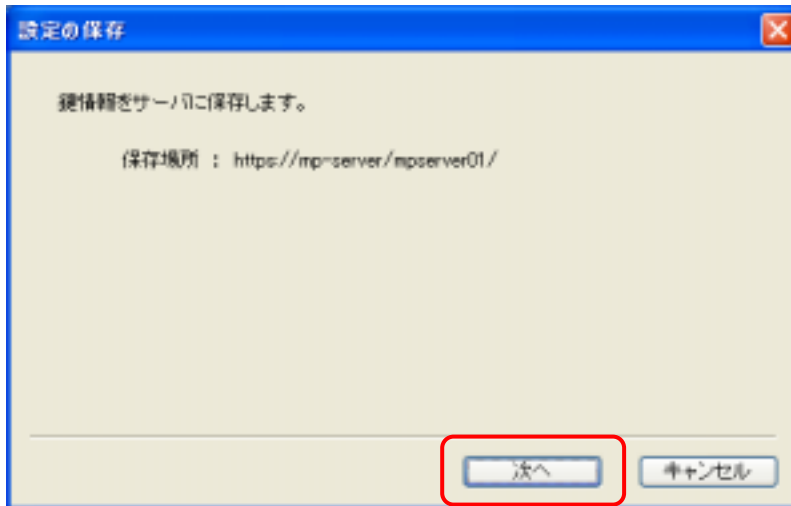 設定の保存
鍵情報をサーバに保存します。
保存場所 : https://mp-server/mpserver01/
次へ
キャンセル